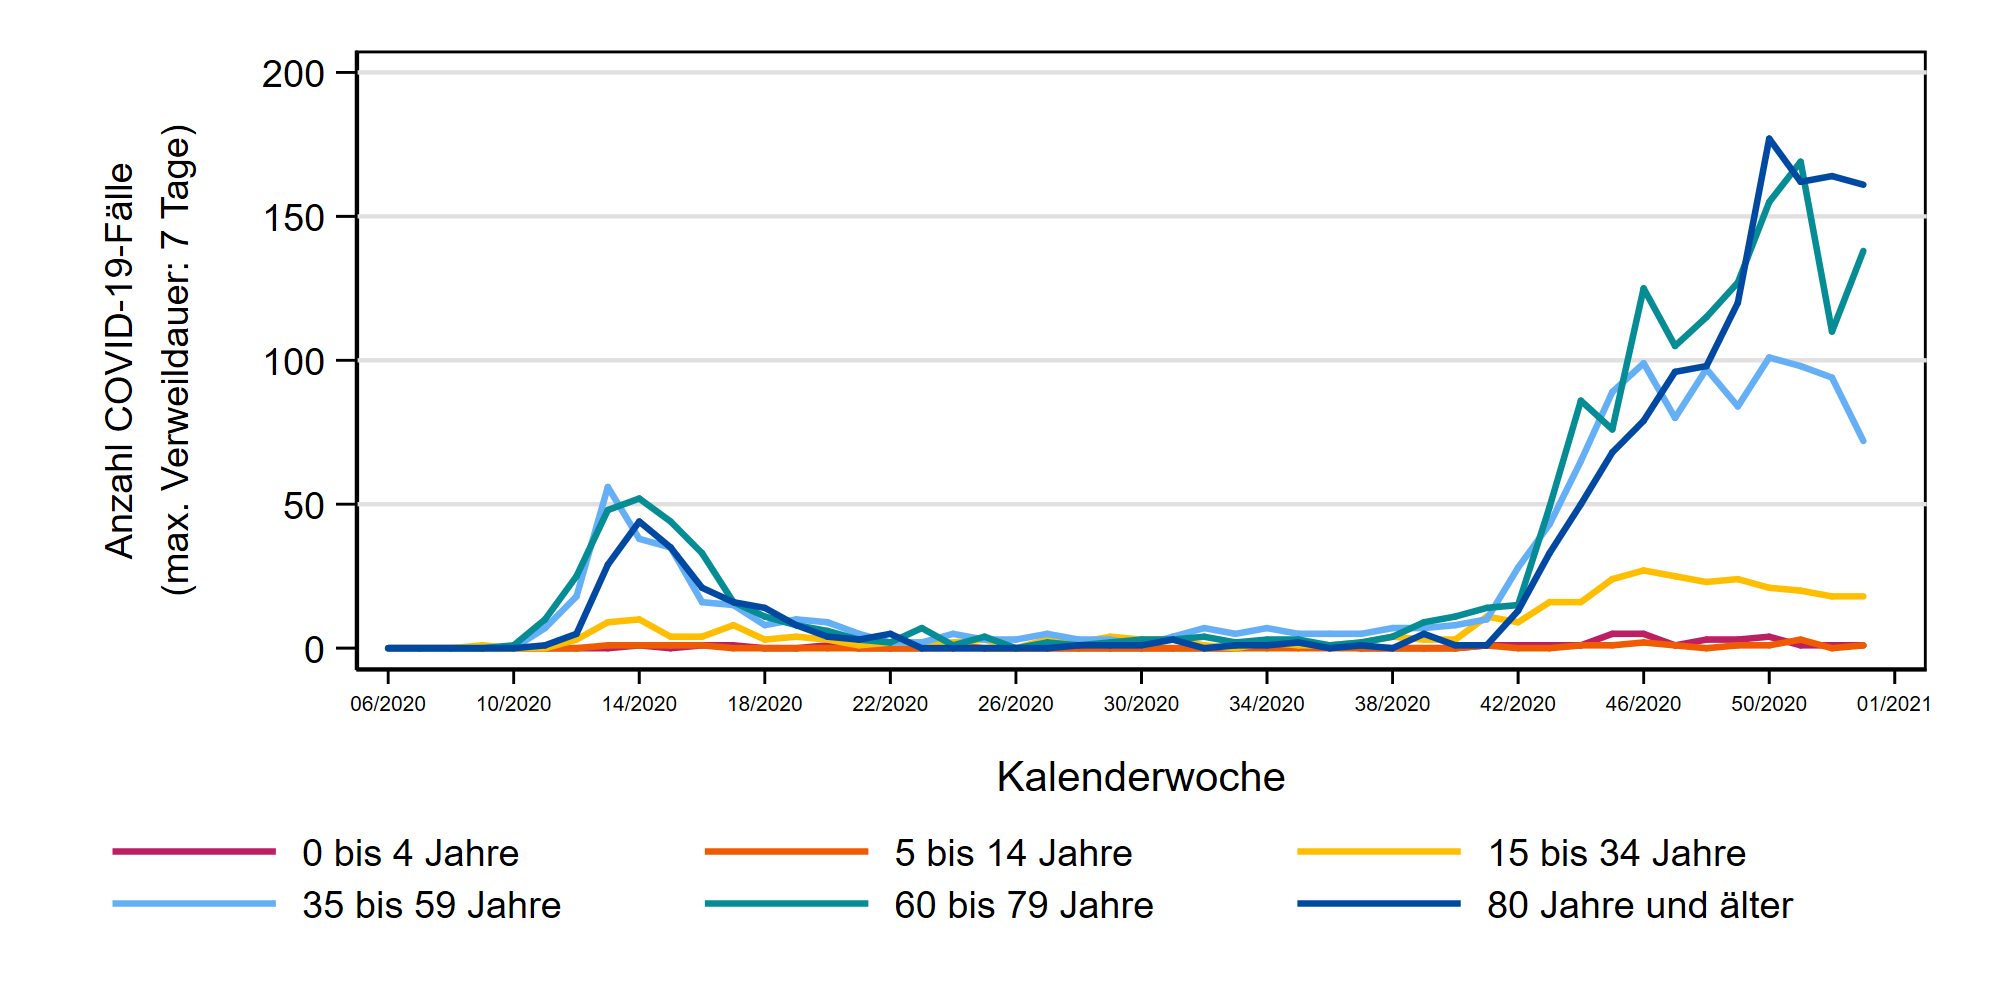 Anzahl COVID-19-Fälle
(max. Verweildauer: 7 Tage)
200
150
100
50
0
06/2020 10/2020 14/2020 18/2020 22/2020 26/2020 30/2020 34/2020 38/2020 42/2020 46/2020 50/2020 01/2021
Kalenderwoche
0 bis 4 Jahre 5 bis 14 Jahre 15 bis 34 Jahre
35 bis 59 Jahre 60 bis 79 Jahre 80 Jahre und älter